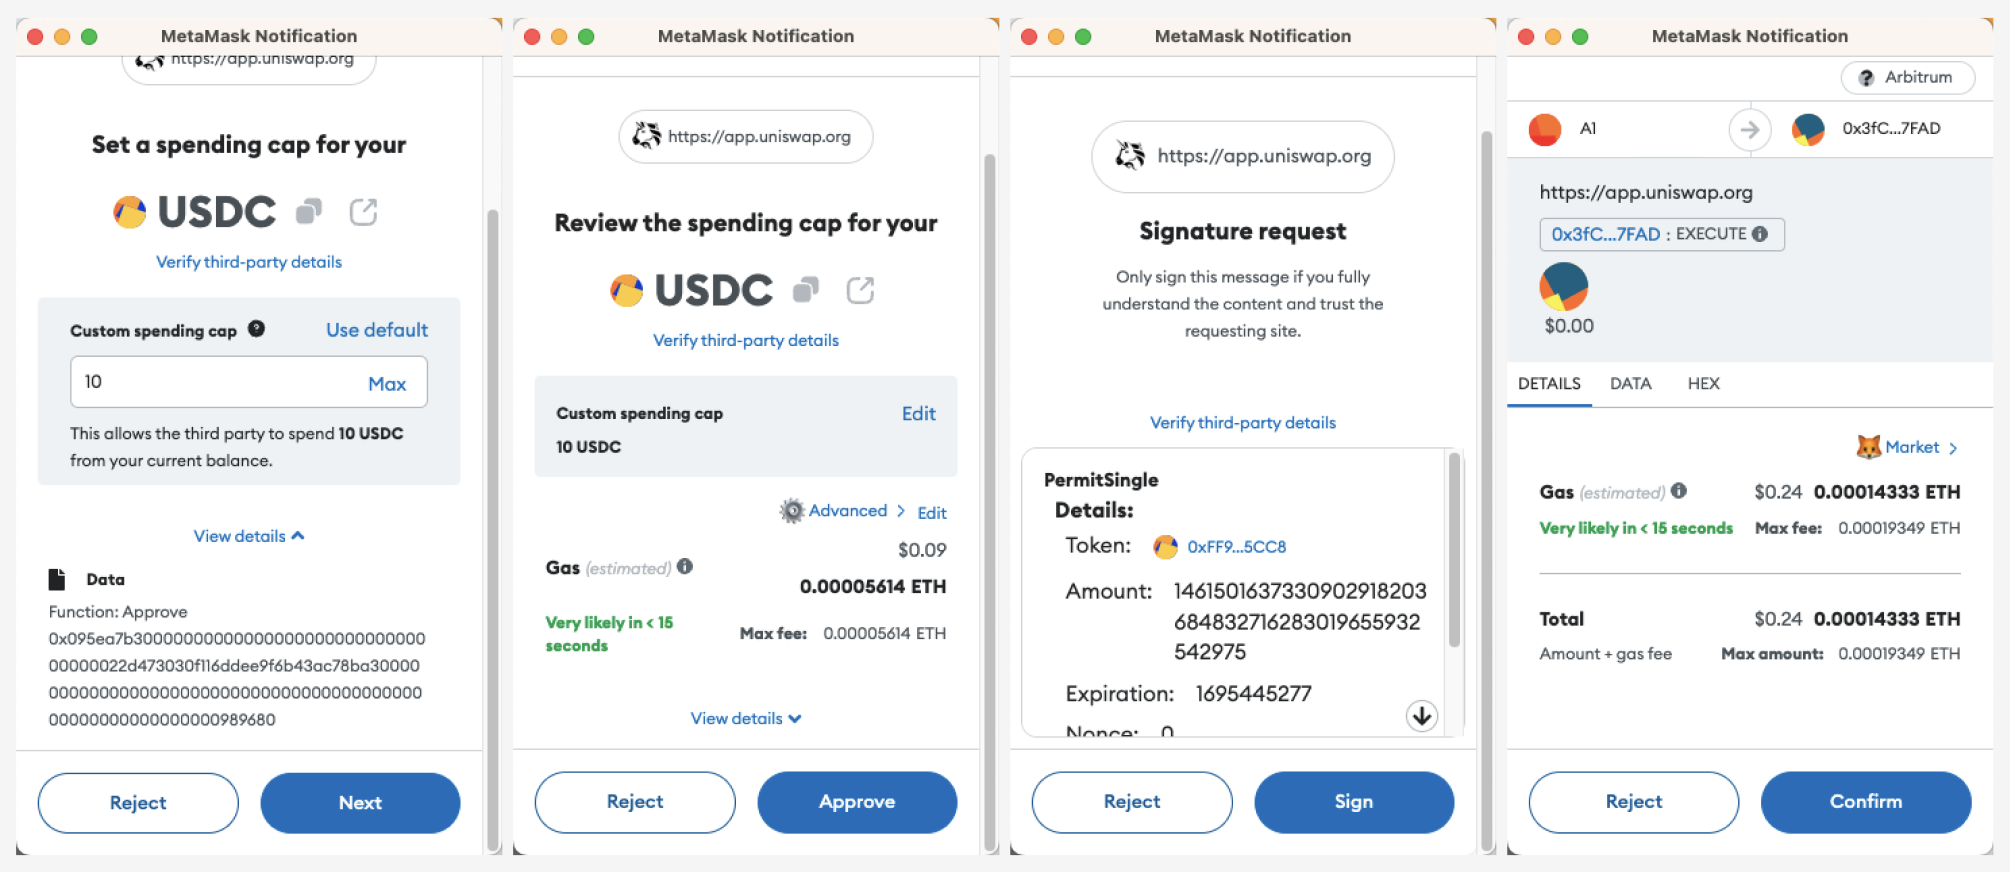 MetaMask Notification
https://app.uniswap.org
Set a spending cap for your
USDC
Verify third-party details
Custom spending cap
Use default
10
Max
This allows the third party to spend 10 USDC
from your current balance.
View details
Data
Function: Approve
0x095ea7b30000000000000000000000000000
00000022d473030f116ddee9f6b43ac78ba30000
00000000000000000000000000000000000000
00000000000000000989680
Reject
Next
MetaMask Notification
https://app.uniswap.org
Review the spending cap for your
USDC
Verify third-party details
Custom spending cap
Edit
10 USDC
Advanced >
Edit
$0.09
Gas (estimated)
0.00005614 ETH
Very likely in < 15
seconds
Max fee: 0.00005614 ETH
View details
Reject
Approve
MetaMask Notification
https://app.uniswap.org
Signature request
Only sign this message if you fully
understand the content and trust the
requesting site.
Verify third-party details
PermitSingle
Details:
Token: 0xFF9...5CC8
Amount: 1461501637330902918203
684832716283019655932
542975
Expiration: 1695445277
Nonce: 0
Reject
Sign
MetaMask Notification
Arbitrum
A1
0x3fC...7FAD
https://app.uniswap.org
0x3fC...7FAD : EXECUTE
$0.00
DETAILS
DATA
HEX
Market >
Gas (estimated) $0.24 0.00014333 ETH
Very likely in < 15 seconds Max fee: 0.00019349 ETH
Total $0.24 0.00014333 ETH
Amount + gas fee Max amount: 0.00019349 ETH
Reject
Confirm